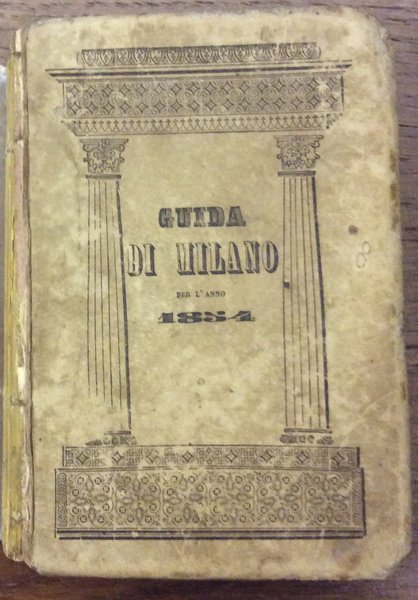 GUIDA
DI MILANO
PER L'ANNO
1854